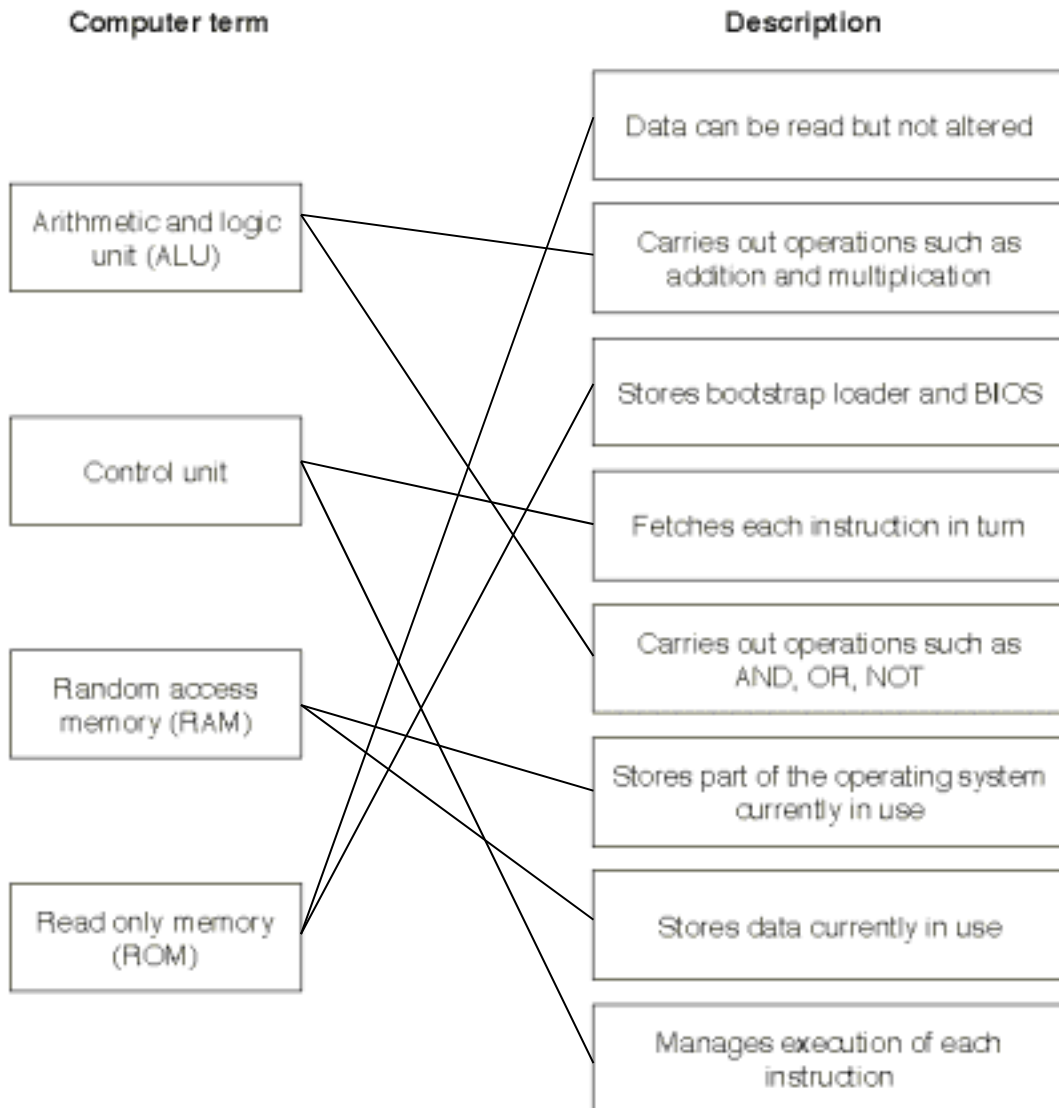 Computer term
Description
Arithmetic and logic
unit (ALU)
Control unit
Random access
memory (RAM)
Read only memory
(ROM)
Data can be read but not altered
Carries out operations such as
addition and multiplication
Stores bootstrap loader and BIOS
Fetches each instruction in turn
Carries out operations such as
AND, OR, NOT
Stores part of the operating system
currently in use
Stores data currently in use
Manages execution of each
instruction